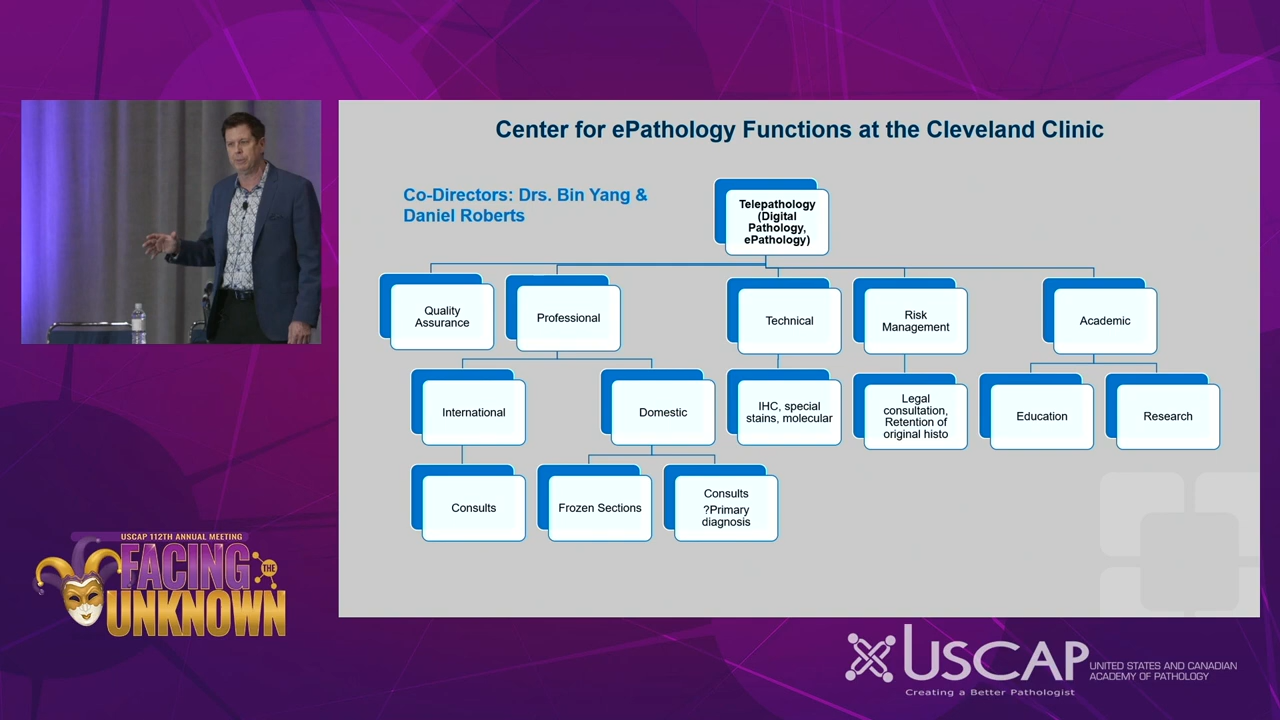 Center for ePathology Functions at the Cleveland Clinic
Co-Directors: Drs. Bin Yang &
Daniel Roberts
Telepathology
(Digital
Pathology,
ePathology)
Quality
Assurance
Professional
Technical
Risk
Management
Academic
International
Domestic
IHC, special
stains, molecular
Legal
consultation,
Retention of
original histo
Education
Research
Consults
Frozen Sections
Consults
?Primary
diagnosis
USCAP 112TH ANNUAL MEETING
FACING
THE
UNKNOWN
USCAP
UNITED STATES AND CANADIAN
ACADEMY OF PATHOLOGY
Creating a Better Pathologist